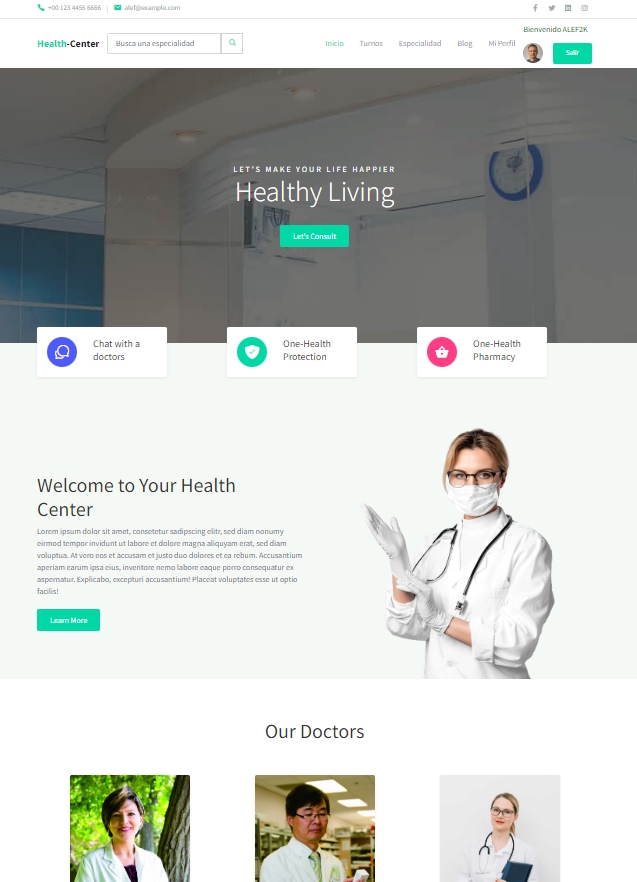 +00 123 4455 6666 | alef@example.com
Bienvenido ALEF2K
Health-Center
Busca una especialidad
Inicio Turnos Especialidad Blog Mi Perfil
Salir
LET'S MAKE YOUR LIFE HAPPIER
Healthy Living
Let's Consult
Chat with a
doctors
One-Health
Protection
One-Health
Pharmacy
Welcome to Your Health
Center
Lorem ipsum dolor sit amet, consetetur sadipscing elitr, sed diam nonumy
eirmod tempor invidunt ut labore et dolore magna aliquyam erat, sed diam
voluptua. At vero eos et accusam et justo duo dolores et ea rebum. Accusantium
aperiam earum ipsa eius, inventore nemo labore eaque porro consequatur ex
aspernatur. Explicabo, excepturi accusantium! Placeat voluptates esse ut optio
facilis!
Learn More
Our Doctors